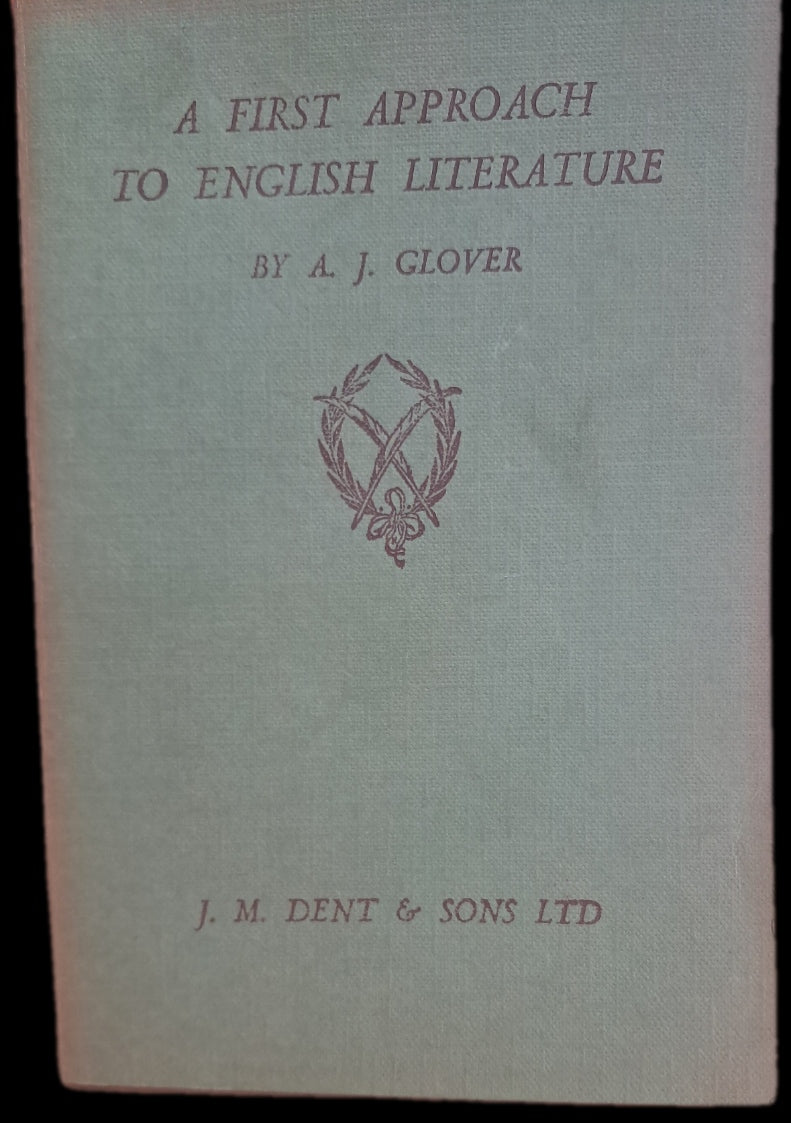 A FIRST APPROACH
TO ENGLISH LITERATURE
BY A. J. GLOVER
J. M. DENT & SONS LTD